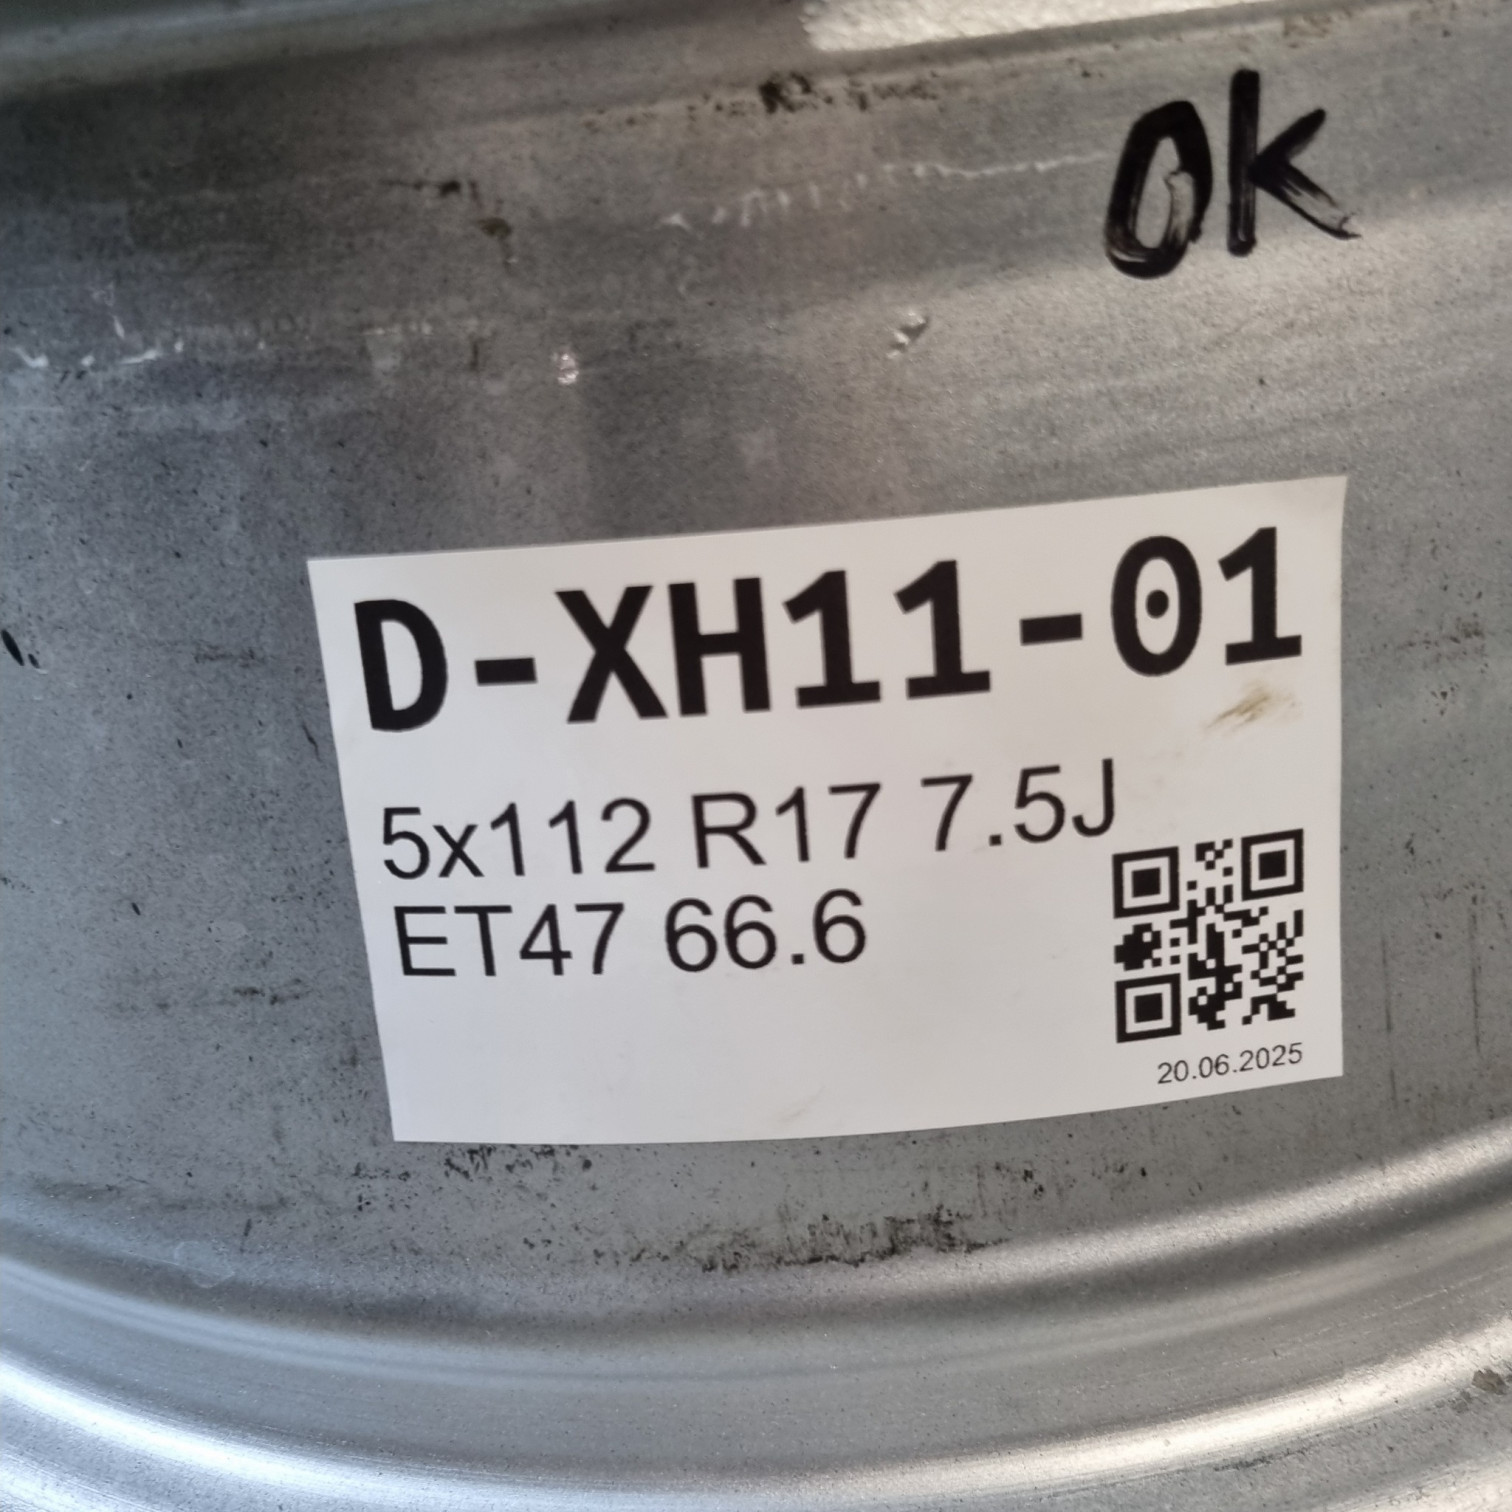 OK
D-XH11-01
5x112 R17 7.5J
ET47 66.6
20.06.2025